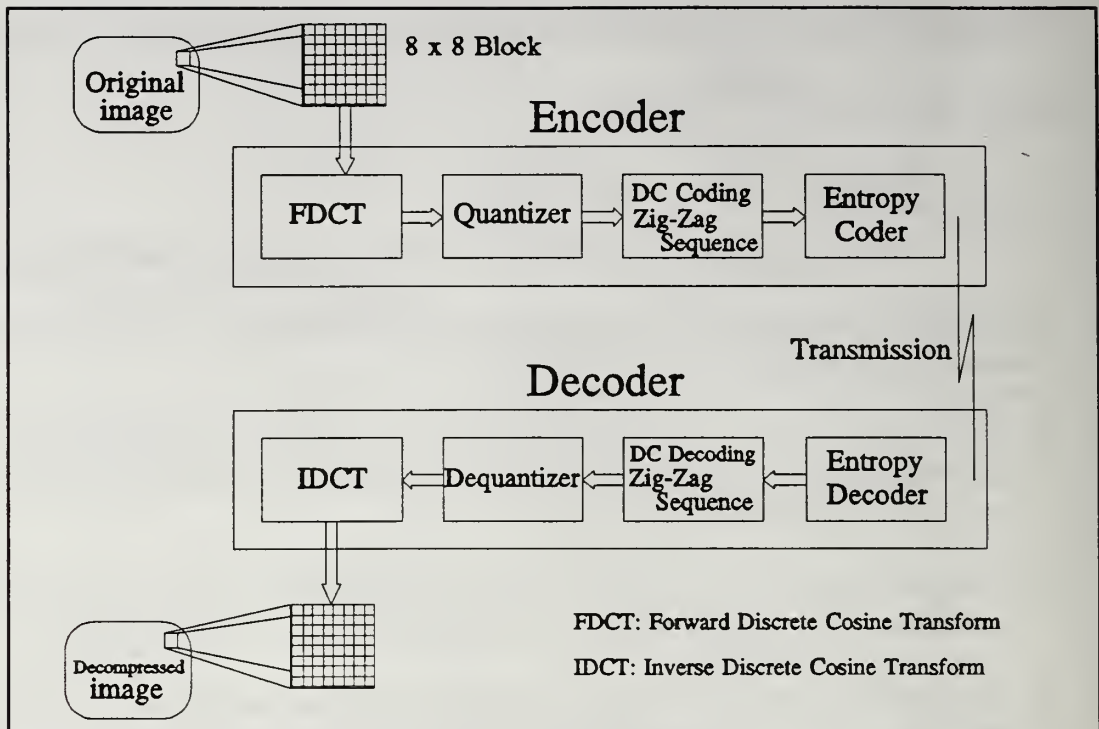 Original
image
8 x 8 Block
Encoder
FDCT
Quantizer
DC Coding
Zig-Zag
Sequence
Entropy
Coder
Transmission
Decoder
IDCT
Dequantizer
DC Decoding
Zig-Zag
Sequence
Entropy
Decoder
Decompressed
image
FDCT: Forward Discrete Cosine Transform
IDCT: Inverse Discrete Cosine Transform